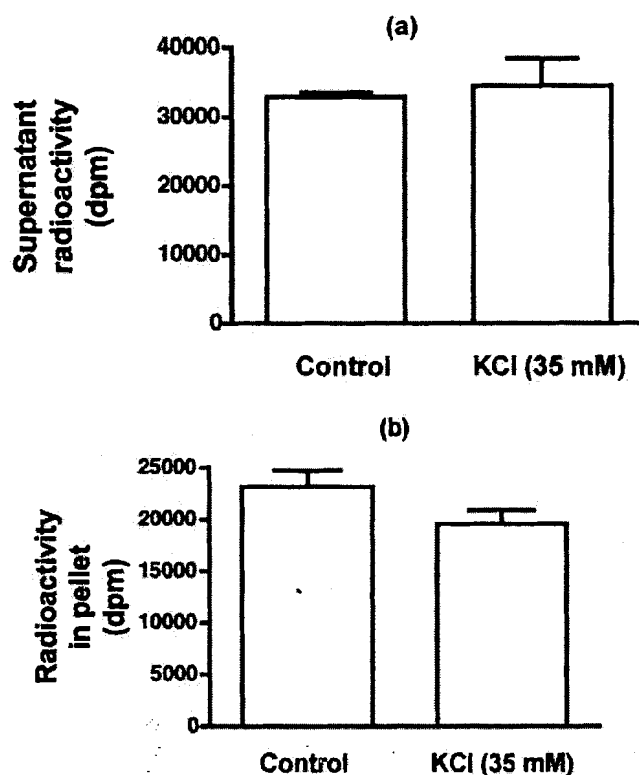 (a)
Supernatant
radioactivity
(dpm)
40000
30000
20000
10000
0
Control KCl (35 mM)
(b)
Radioactivity
in pellet
(dpm)
25000
20000
15000
10000
5000
0
Control KCl (35 mM)